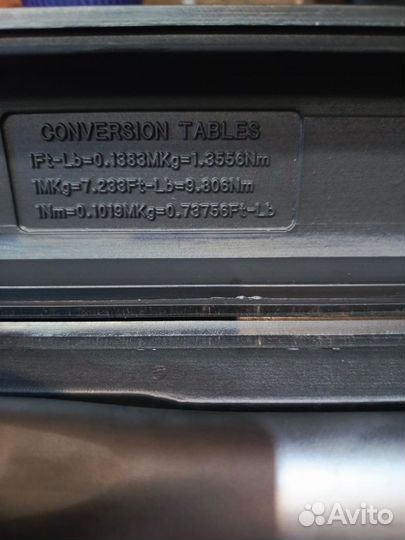 CONVERSION TABLES
1Ft-Lb=0.1383MKg=1.3556Nm
1MKg=7.233Ft-Lb=9.806Nm
1Nm=0.1019MKg=0.73756Ft-Lb
Avito